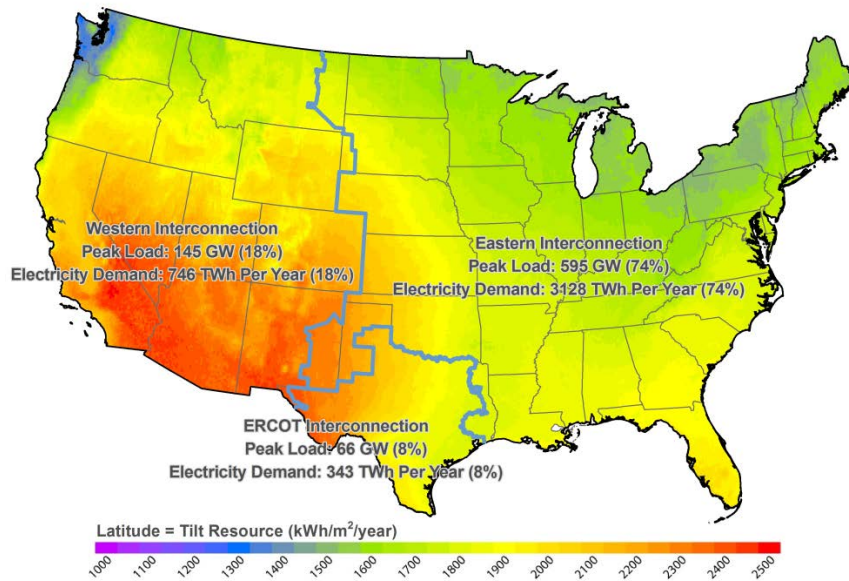 Western Interconnection
Peak Load: 145 GW (18%)
Electricity Demand: 746 TWh Per Year (18%)
Eastern Interconnection
Peak Load: 595 GW (74%)
Electricity Demand: 3128 TWh Per Year (74%)
ERCOT Interconnection
Peak Load: 66 GW (8%)
Electricity Demand: 343 TWh Per Year (8%)
Latitude = Tilt Resource (kWh/m²/year)
1000 1100 1200 1300 1400 1500 1600 1700 1800 1900 2000 2100 2200 2300 2400 2500